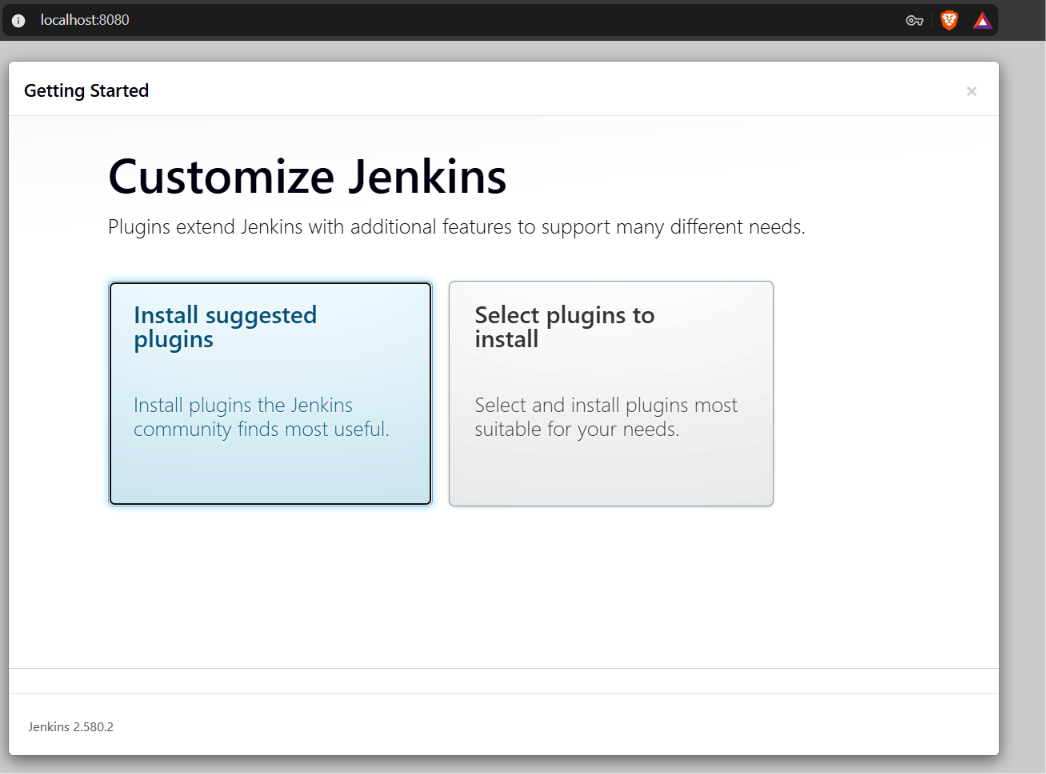 localhost:8080
Getting Started
×
Customize Jenkins
Plugins extend Jenkins with additional features to support many different needs.
Install suggested
plugins
Install plugins the Jenkins
community finds most useful.
Select plugins to
install
Select and install plugins most
suitable for your needs.
Jenkins 2.580.2